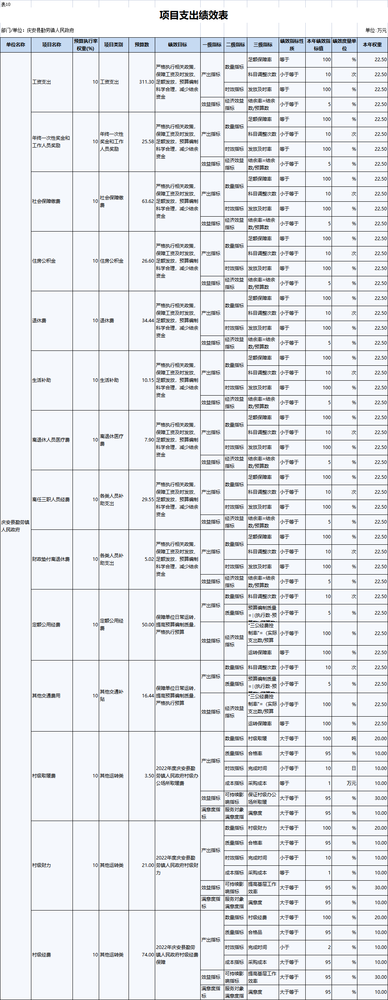 表10
项目支出绩效表
部门/单位：庆安县勤劳镇人民政府 单位:万元
单位名称 项目名称 预算执行率权重(%) 项目类别 预算数 绩效目标 一级指标 二级指标 三级指标 绩效指标性质 本年绩效指标值 绩效度量单位 本年权重
庆安县勤劳镇人民政府
工资支出 10 工资支出 311.30 严格执行相关政策，保障工资及时发放、足额发放，预算编制科学合理，减少结余资金
产出指标 数量指标 足额保障率 等于 100 % 22.50
科目调整次数 小于等于 10 次 22.50
时效指标 发放及时率 等于 100 % 22.50
效益指标 经济效益指标 结余率=结余数/预算数 小于等于 5 % 22.50
年终一次性奖金和工作人员奖励 10 年终一次性奖金和工作人员奖励 25.58 严格执行相关政策，保障工资及时发放、足额发放，预算编制科学合理，减少结余资金
产出指标 数量指标 足额保障率 等于 100 % 22.50
科目调整次数 小于等于 10 次 22.50
时效指标 发放及时率 等于 100 % 22.50
效益指标 经济效益指标 结余率=结余数/预算数 小于等于 5 % 22.50
社会保障缴费 10 社会保障缴费 63.62 严格执行相关政策，保障工资及时发放、足额发放，预算编制科学合理，减少结余资金
产出指标 数量指标 足额保障率 等于 100 % 22.50
科目调整次数 小于等于 10 次 22.50
时效指标 发放及时率 等于 100 % 22.50
效益指标 经济效益指标 结余率=结余数/预算数 小于等于 5 % 22.50
住房公积金 10 住房公积金 26.60 严格执行相关政策，保障工资及时发放、足额发放，预算编制科学合理，减少结余资金
产出指标 数量指标 足额保障率 等于 100 % 22.50
科目调整次数 小于等于 10 次 22.50
时效指标 发放及时率 等于 100 % 22.50
效益指标 经济效益指标 结余率=结余数/预算数 小于等于 5 % 22.50
退休费 10 退休费 34.44 严格执行相关政策，保障工资及时发放、足额发放，预算编制科学合理，减少结余资金
产出指标 数量指标 足额保障率 等于 100 % 22.50
科目调整次数 小于等于 10 次 22.50
时效指标 发放及时率 等于 100 % 22.50
效益指标 经济效益指标 结余率=结余数/预算数 小于等于 5 % 22.50
生活补助 10 生活补助 10.15 严格执行相关政策，保障工资及时发放、足额发放，预算编制科学合理，减少结余资金
产出指标 数量指标 足额保障率 等于 100 % 22.50
科目调整次数 小于等于 10 次 22.50
时效指标 发放及时率 等于 100 % 22.50
效益指标 经济效益指标 结余率=结余数/预算数 小于等于 5 % 22.50
离退休人员医疗费 10 离退休医疗费 7.90 严格执行相关政策，保障工资及时发放、足额发放，预算编制科学合理，减少结余资金
产出指标 数量指标 足额保障率 等于 100 % 22.50
科目调整次数 小于等于 10 次 22.50
时效指标 发放及时率 等于 100 % 22.50
效益指标 经济效益指标 结余率=结余数/预算数 小于等于 5 % 22.50
离任三职人员经费 10 各类人员补助支出 29.55 严格执行相关政策，保障工资及时发放、足额发放，预算编制科学合理，减少结余资金
产出指标 数量指标 足额保障率 等于 100 % 22.50
科目调整次数 小于等于 10 次 22.50
时效指标 发放及时率 等于 100 % 22.50
效益指标 经济效益指标 结余率=结余数/预算数 小于等于 5 % 22.50
财政垫付离退休费 10 各类人员补助支出 5.02 严格执行相关政策，保障工资及时发放、足额发放，预算编制科学合理，减少结余资金
产出指标 数量指标 足额保障率 等于 100 % 22.50
科目调整次数 小于等于 10 次 22.50
时效指标 发放及时率 等于 100 % 22.50
效益指标 经济效益指标 结余率=结余数/预算数 小于等于 5 % 22.50
定额公用经费 10 定额公用经费 50.00 保障单位日常运转，提高预算编制质量，严格执行预算
产出指标 数量指标 科目调整次数 小于等于 10 次 22.50
质量指标 预算编制质量=|(执行数-预 小于等于 5 % 22.50
效益指标 经济效益指标 "三公经费控制率"=（实际支出数/预算 小于等于 100 % 22.50
运转保障率 等于 100 % 22.50
其他交通费用 10 其他交通补贴 16.44 保障单位日常运转，提高预算编制质量，严格执行预算
产出指标 数量指标 科目调整次数 小于等于 10 次 22.50
质量指标 预算编制质量=|(执行数-预 小于等于 5 % 22.50
效益指标 经济效益指标 "三公经费控制率"=（实际支出数/预算 小于等于 100 % 22.50
运转保障率 等于 100 % 22.50
村级取暖费 10 其他运转类 3.50 2022年度庆安县勤劳镇人民政府村级办公场所取暖费
产出指标 数量指标 村级取暖 大于等于 100 吨 20.00
质量指标 合格率 大于等于 95 % 10.00
时效指标 完成时间 小于等于 10 日 10.00
成本指标 采购成本 等于 1 万元 10.00
效益指标 可持续影响指标 保证村级办公场所取暖 大于等于 95 % 30.00
满意度指标 服务对象满意度指 满意度 大于等于 95 % 10.00
村级财力 10 其他运转类 21.00 2022年度庆安县勤劳镇人民政府村级财力
产出指标 数量指标 村级财力 大于等于 100 % 20.00
质量指标 合格率 大于等于 95 % 10.00
时效指标 完成时间 小于等于 10 % 10.00
成本指标 采购成本 等于 1 % 10.00
效益指标 可持续影响指标 提高基层工作效率 大于等于 95 % 30.00
满意度指标 服务对象满意度指 满意度 大于等于 95 % 10.00
村级经费 10 其他运转类 74.00 2022年庆安县勤劳镇人民政府村级经费保障
产出指标 数量指标 村级经费 大于等于 100 % 20.00
质量指标 合格品 大于等于 95 % 10.00
时效指标 完成时间 小于 2 % 10.00
成本指标 采购成本 大于等于 95 % 10.00
效益指标 可持续影响指标 提高基层工作效率 大于等于 95 % 30.00
满意度指标 服务对象满意度指 满意度 大于等于 95 % 10.00